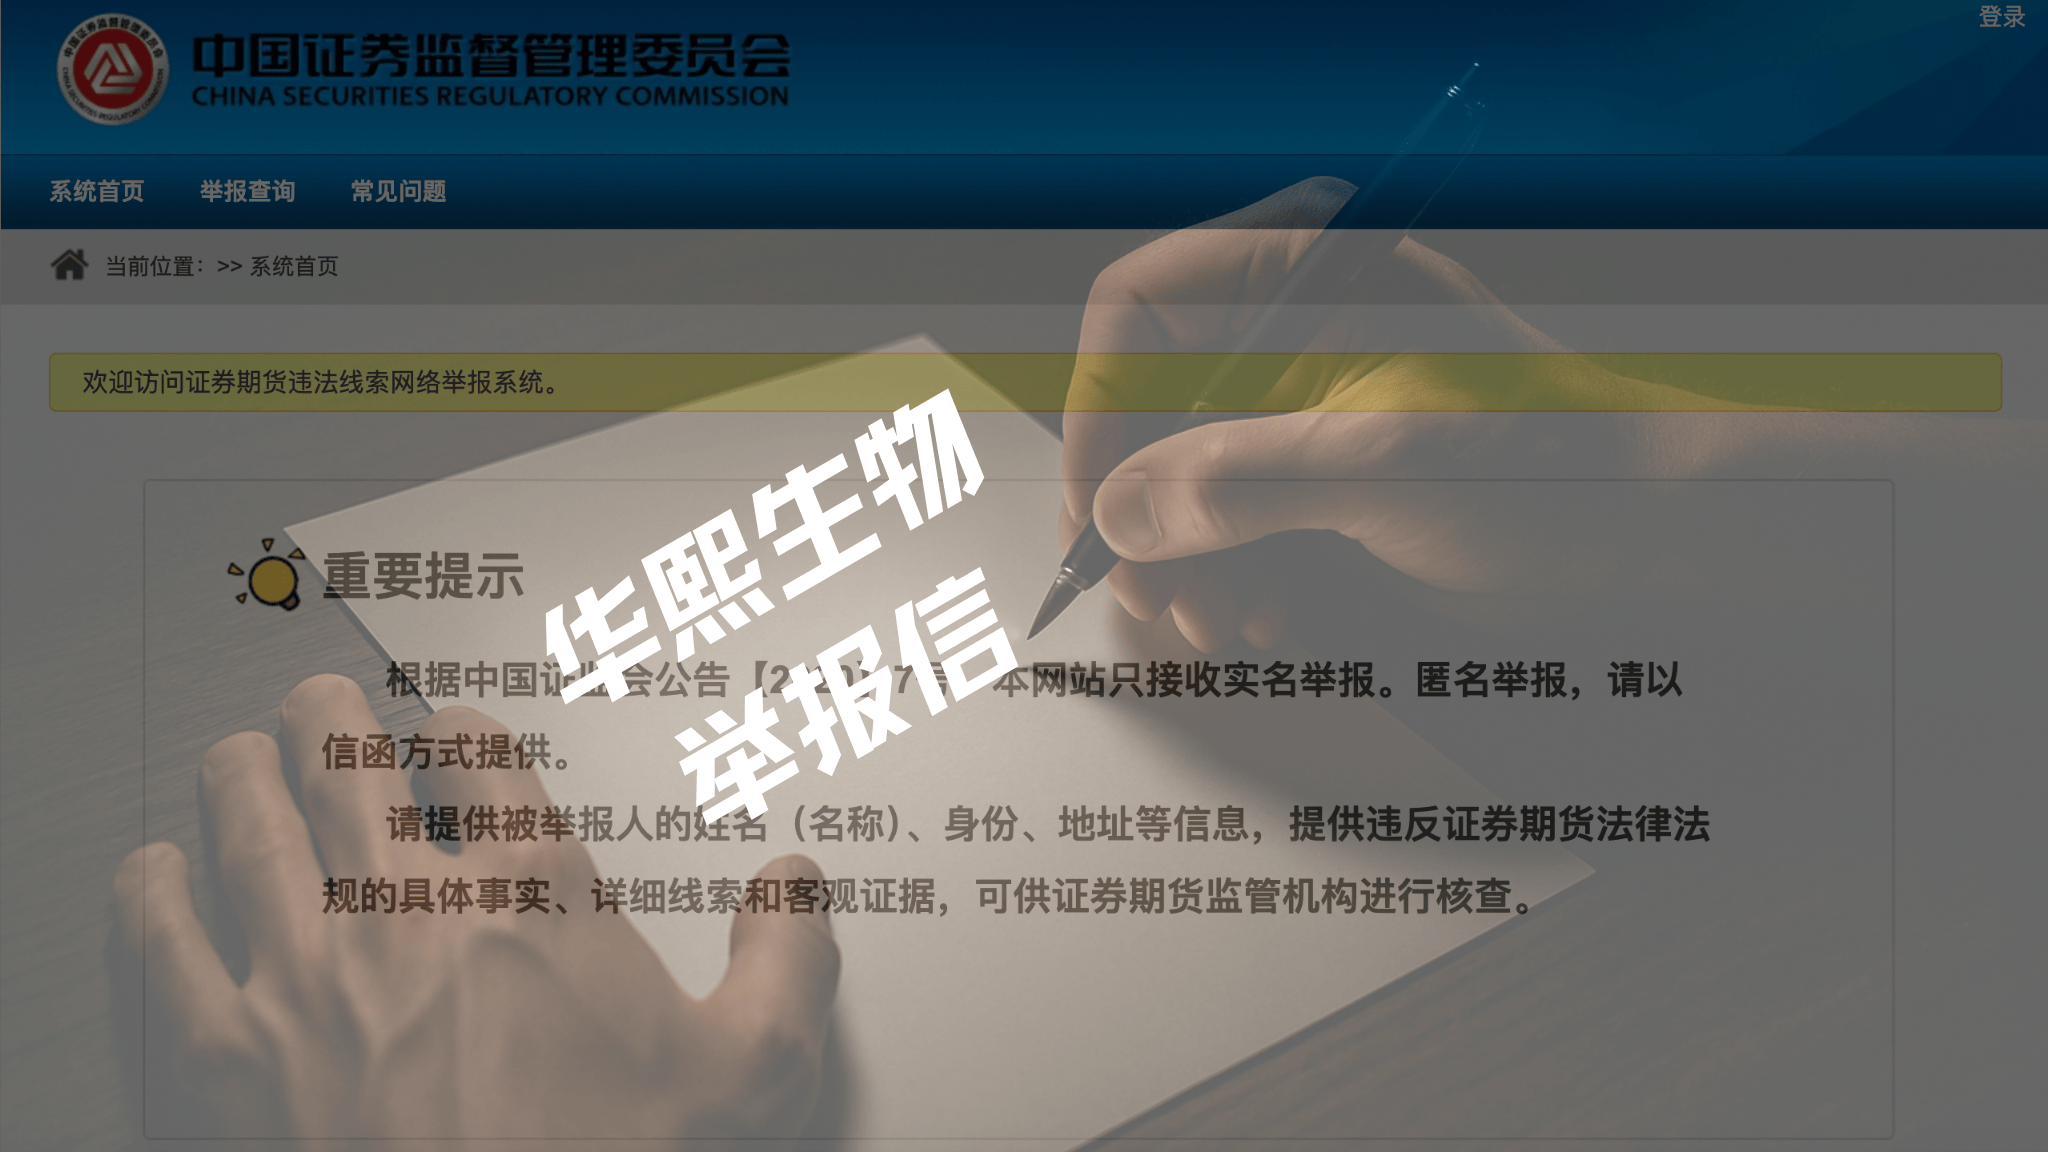 登录
中国证券监督管理委员会
CHINA SECURITIES REGULATORY COMMISSION
系统首页 举报查询 常见问题
当前位置：>> 系统首页
欢迎访问证券期货违法线索网络举报系统。
华熙生物
举报信
重要提示
根据中国证监会公告【2020】7号 本网站只接收实名举报。匿名举报，请以
信函方式提供。
请提供被举报人的姓名（名称）、身份、地址等信息，提供违反证券期货法律法
规的具体事实、详细线索和客观证据，可供证券期货监管机构进行核查。